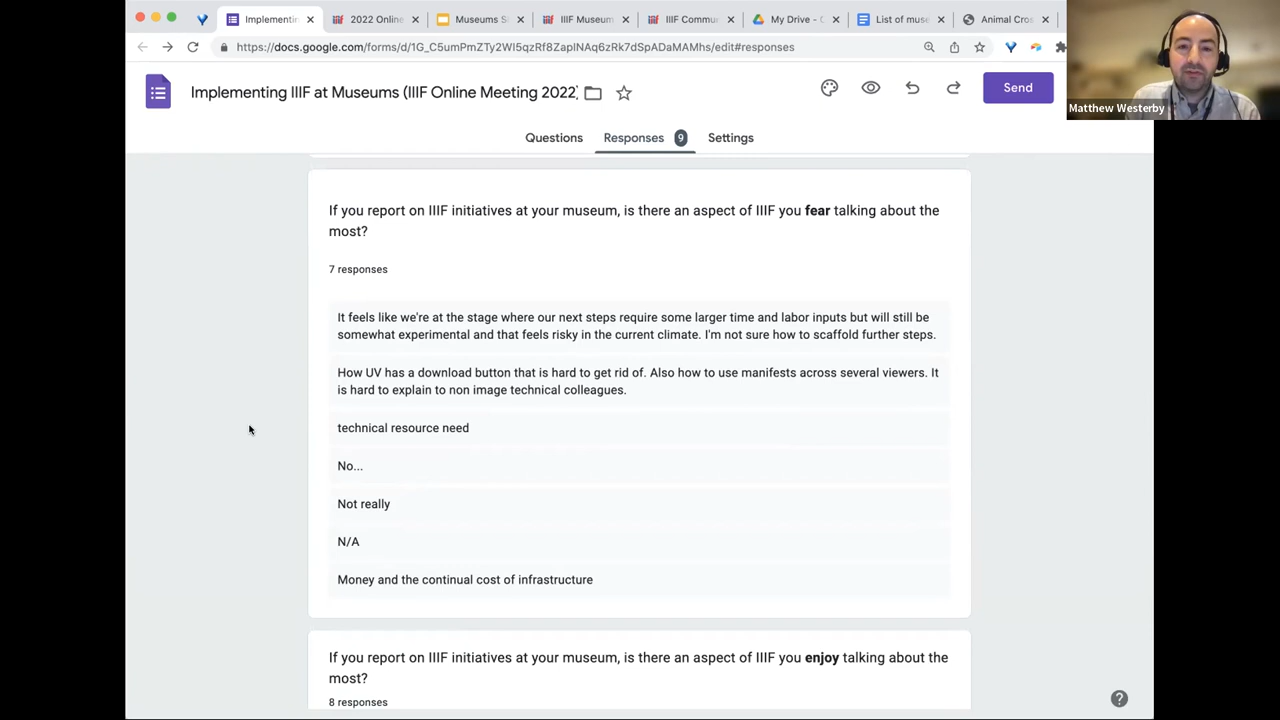 Implementin
2022 Online
Museums S
IIIF Museum
IIIF Commu
My Drive -
List of muse
Animal Cros
https://docs.google.com/forms/d/1G_C5umPmZTy2WI5qzRf8ZaplNAq6zRk7dSpADaMAMhs/edit#responses
Implementing IIIF at Museums (IIIF Online Meeting 2022)
Send
Matthew Westerby
Questions
Responses 9
Settings
If you report on IIIF initiatives at your museum, is there an aspect of IIIF you fear talking about the
most?
7 responses
It feels like we're at the stage where our next steps require some larger time and labor inputs but will still be
somewhat experimental and that feels risky in the current climate. I'm not sure how to scaffold further steps.
How UV has a download button that is hard to get rid of. Also how to use manifests across several viewers. It
is hard to explain to non image technical colleagues.
technical resource need
No...
Not really
N/A
Money and the continual cost of infrastructure
If you report on IIIF initiatives at your museum, is there an aspect of IIIF you enjoy talking about the
most?
8 responses